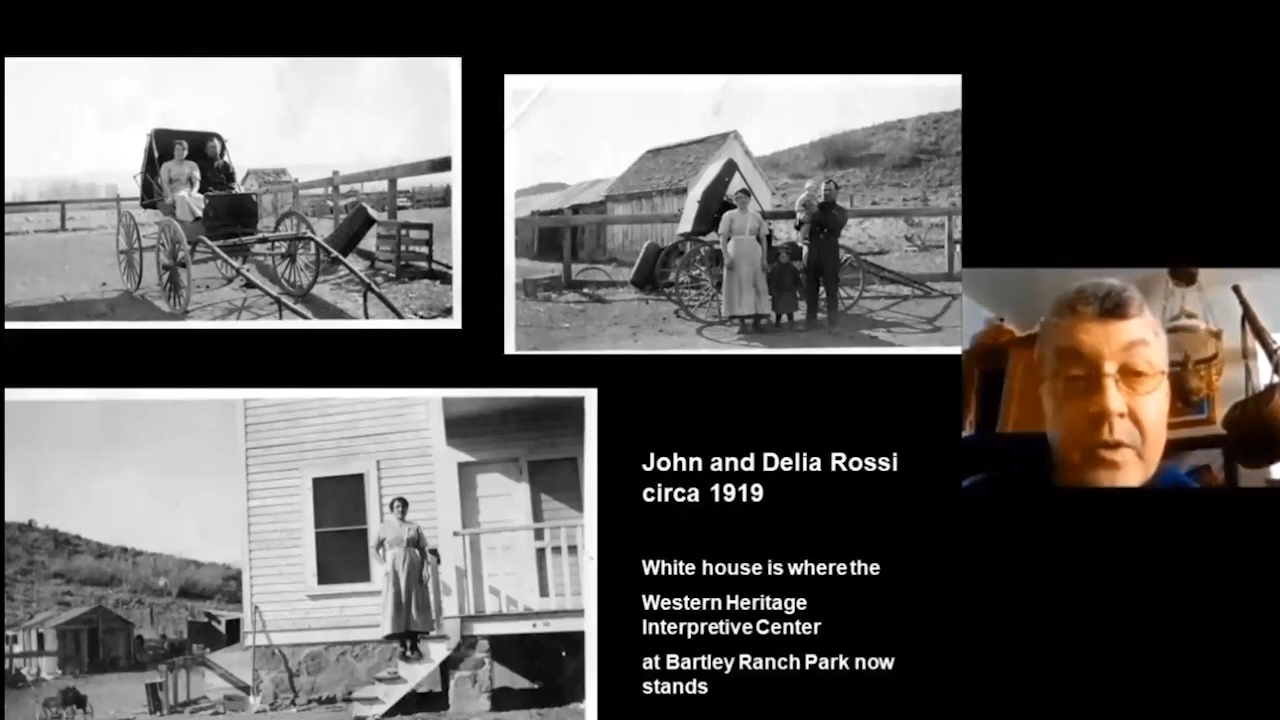 John and Delia Rossi
circa 1919
White house is where the
Western Heritage
Interpretive Center
at Bartley Ranch Park now
stands